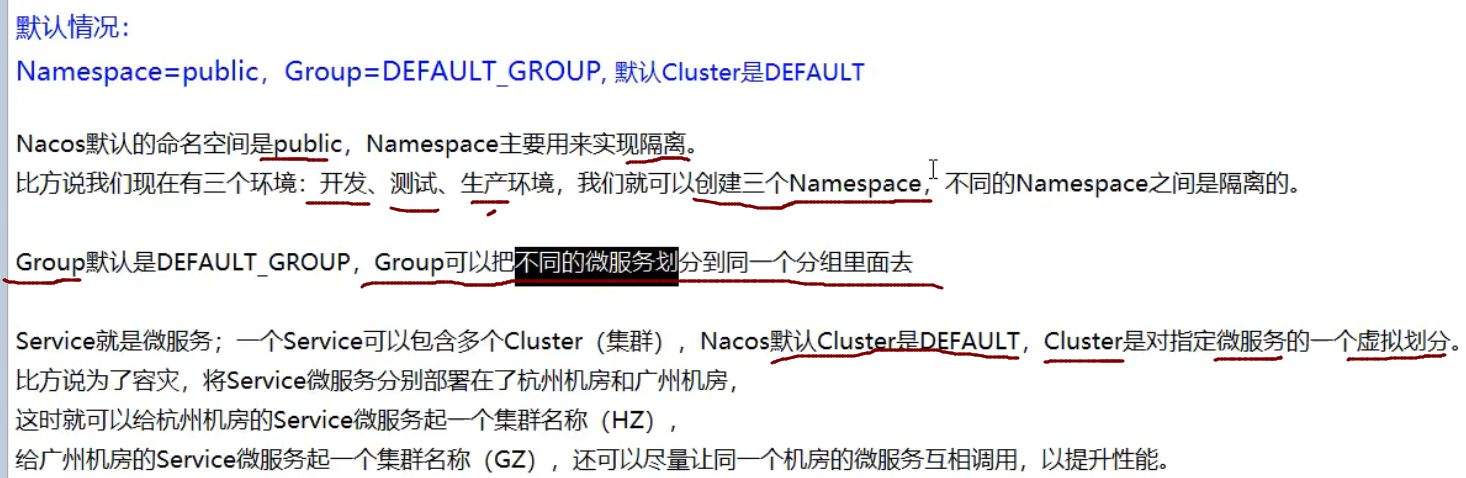 默认情况：
Namespace=public，Group=DEFAULT_GROUP, 默认Cluster是DEFAULT
Nacos默认的命名空间是public，Namespace主要用来实现隔离。
比方说我们现在有三个环境：开发、测试、生产环境，我们就可以创建三个Namespace，不同的Namespace之间是隔离的。
Group默认是DEFAULT_GROUP，Group可以把不同的微服务划分到同一个分组里面去
Service就是微服务；一个Service可以包含多个Cluster（集群），Nacos默认Cluster是DEFAULT，Cluster是对指定微服务的一个虚拟划分。
比方说为了容灾，将Service微服务分别部署在了杭州机房和广州机房，
这时就可以给杭州机房的Service微服务起一个集群名称（HZ），
给广州机房的Service微服务起一个集群名称（GZ），还可以尽量让同一个机房的微服务互相调用，以提升性能。